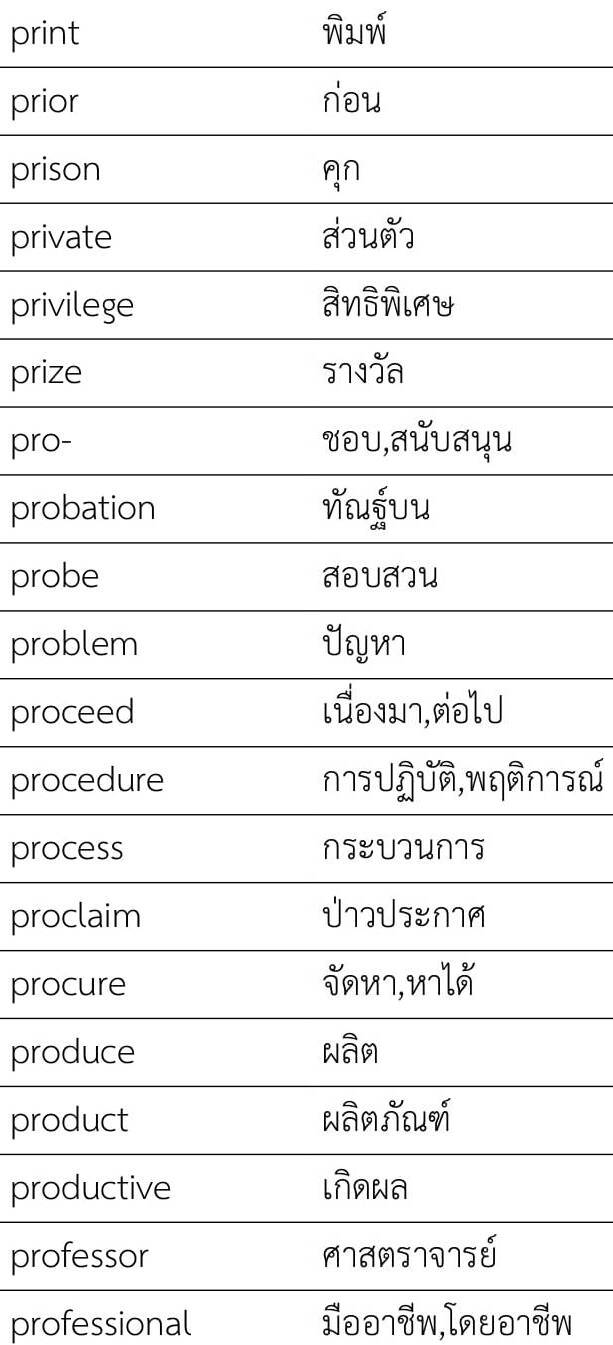 print พิมพ์
prior ก่อน
prison คุก
private ส่วนตัว
privilege สิทธิพิเศษ
prize รางวัล
pro- ชอบ,สนับสนุน
probation ทัณฐ์บน
probe สอบสวน
problem ปัญหา
proceed เนื่องมา,ต่อไป
procedure การปฏิบัติ,พฤติการณ์
process กระบวนการ
proclaim ป่าวประกาศ
procure จัดหา,หาได้
produce ผลิต
product ผลิตภัณฑ์
productive เกิดผล
professor ศาสตราจารย์
professional มืออาชีพ,โดยอาชีพ